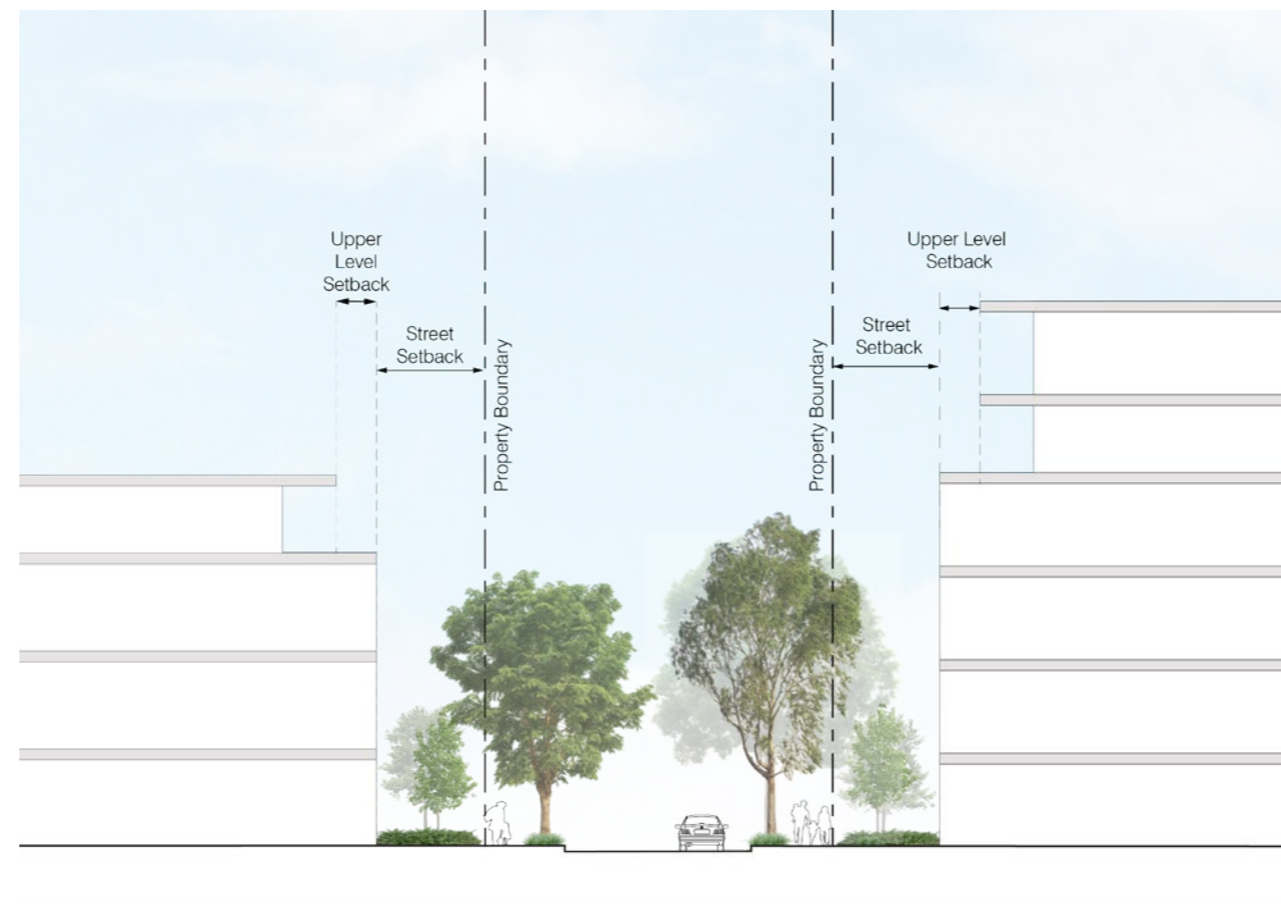 Upper
Level
Setback
Street
Setback
Property Boundary
Property Boundary
Street
Setback
Upper Level
Setback